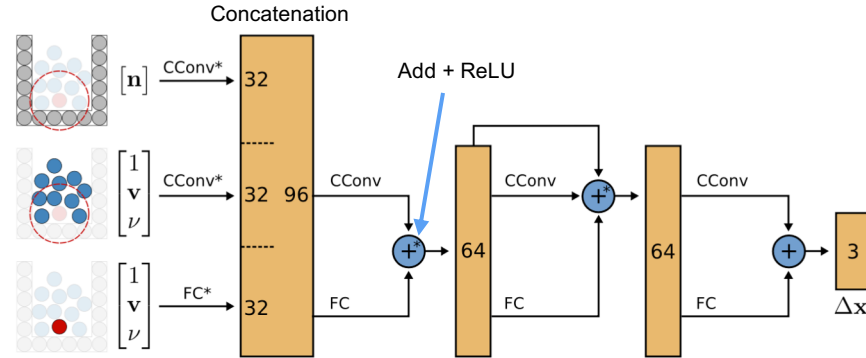 Concatenation
[n] CConv* 32
Add + ReLU
1
v
ν
CConv* 32 96 CConv
CConv
CConv
+*
+*
+
64
64
3
1
v
ν
FC* 32
FC
FC
FC
Δx